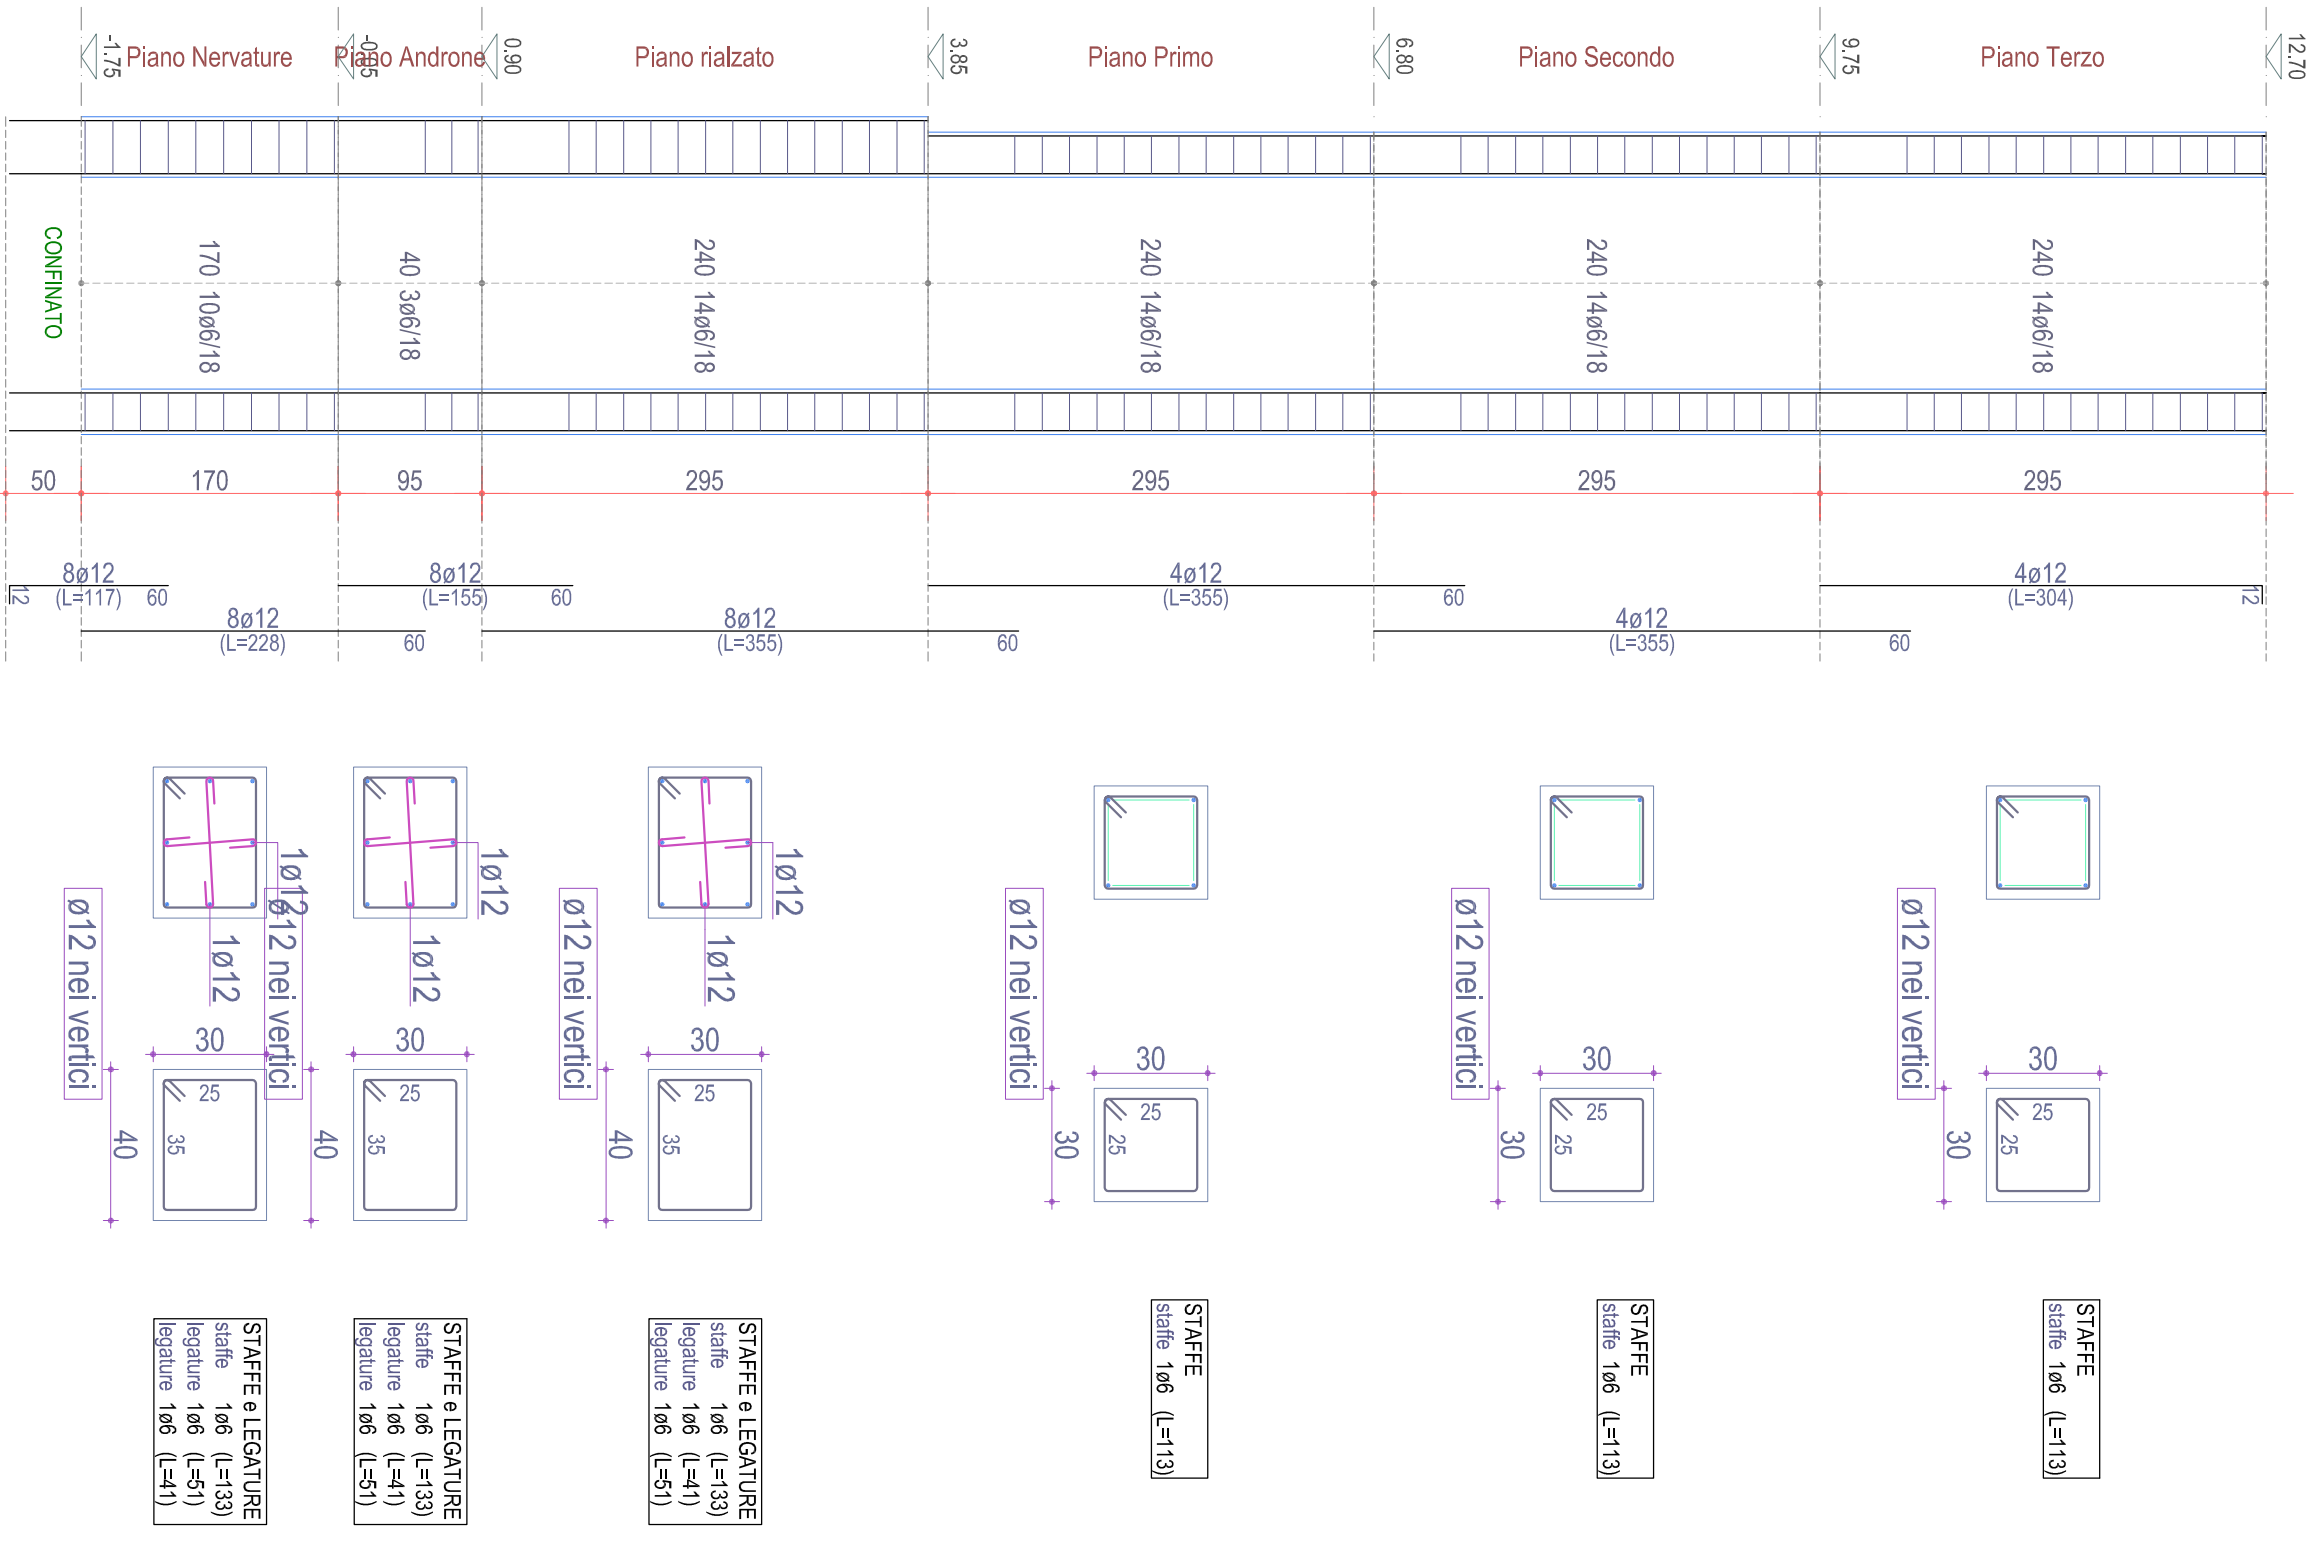 -1.75
Piano Nervature
Piano Androne
0.90
Piano rialzato
3.85
Piano Primo
6.80
Piano Secondo
9.75
Piano Terzo
12.70
CONFINATO
170 10ø6/18
40 3ø6/18
240 14ø6/18
240 14ø6/18
240 14ø6/18
240 14ø6/18
50
170
95
295
295
295
295
8ø12
(L=117)
60
12
8ø12
(L=155)
60
4ø12
(L=355)
60
4ø12
(L=304)
12
8ø12
(L=228)
60
8ø12
(L=355)
60
4ø12
(L=355)
60
1ø12
1ø12
ø12 nei vertici
30
40
25
35
1ø12
1ø12
ø12 nei vertici
30
40
25
35
1ø12
1ø12
ø12 nei vertici
30
40
25
35
ø12 nei vertici
30
30
25
25
ø12 nei vertici
30
30
25
25
ø12 nei vertici
30
30
25
25
STAFFE e LEGATURE
staffe 1ø6 (L=133)
legature 1ø6 (L=51)
legature 1ø6 (L=41)
STAFFE e LEGATURE
staffe 1ø6 (L=133)
legature 1ø6 (L=41)
legature 1ø6 (L=51)
STAFFE e LEGATURE
staffe 1ø6 (L=133)
legature 1ø6 (L=41)
legature 1ø6 (L=51)
STAFFE
staffe 1ø6 (L=113)
STAFFE
staffe 1ø6 (L=113)
STAFFE
staffe 1ø6 (L=113)